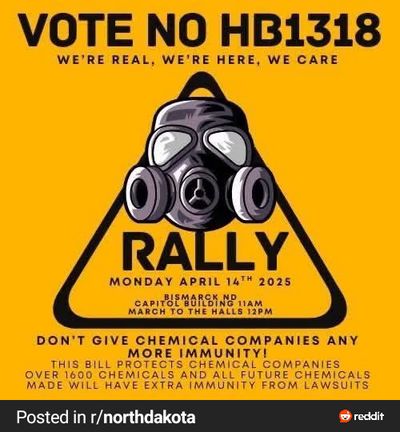 VOTE NO HB1318
WE'RE REAL, WE'RE HERE, WE CARE
RALLY
MONDAY APRIL 14TH 2025
BISMARCK ND
CAPITOL BUILDING 11AM
MARCH TO THE HALLS 12PM
DON'T GIVE CHEMICAL COMPANIES ANY
MORE IMMUNITY!
THIS BILL PROTECTS CHEMICAL COMPANIES
OVER 1600 CHEMICALS AND ALL FUTURE CHEMICALS
MADE WILL HAVE EXTRA IMMUNITY FROM LAWSUITS
Posted in r/northdakota
reddit